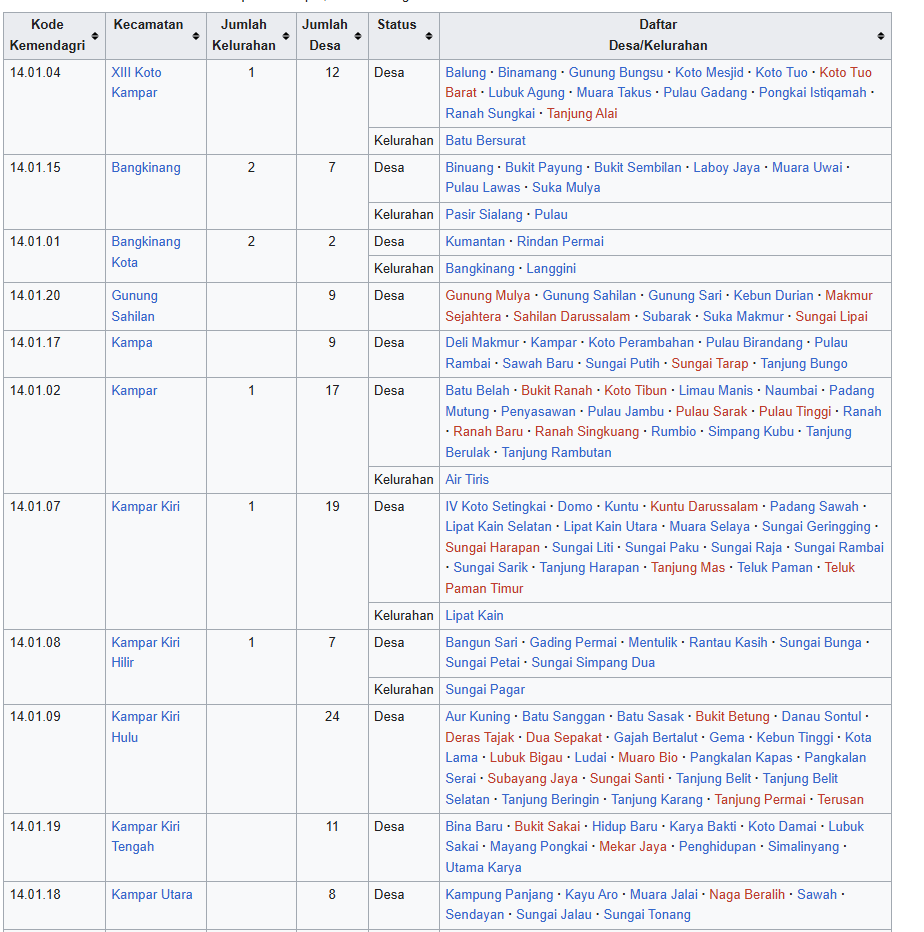 Kode Kemendagri Kecamatan Jumlah Kelurahan Jumlah Desa Status Daftar Desa/Kelurahan
14.01.04 XIII Koto Kampar 1 12 Desa Balung · Binamang · Gunung Bungsu · Koto Mesjid · Koto Tuo · Koto Tuo
Barat · Lubuk Agung · Muara Takus · Pulau Gadang · Pongkai Istiqamah ·
Ranah Sungkai · Tanjung Alai
Kelurahan Batu Bersurat
14.01.15 Bangkinang 2 7 Desa Binuang · Bukit Payung · Bukit Sembilan · Laboy Jaya · Muara Uwai ·
Pulau Lawas · Suka Mulya
Kelurahan Pasir Sialang · Pulau
14.01.01 Bangkinang Kota 2 2 Desa Kumantan · Rindan Permai
Kelurahan Bangkinang · Langgini
14.01.20 Gunung Sahilan 9 Desa Gunung Mulya · Gunung Sahilan · Gunung Sari · Kebun Durian · Makmur
Sejahtera · Sahilan Darussalam · Subarak · Suka Makmur · Sungai Lipai
14.01.17 Kampa 9 Desa Deli Makmur · Kampar · Koto Perambahan · Pulau Birandang · Pulau
Rambai · Sawah Baru · Sungai Putih · Sungai Tarap · Tanjung Bungo
14.01.02 Kampar 1 17 Desa Batu Belah · Bukit Ranah · Koto Tibun · Limau Manis · Naumbai · Padang
Mutung · Penyasawan · Pulau Jambu · Pulau Sarak · Pulau Tinggi · Ranah
· Ranah Baru · Ranah Singkuang · Rumbio · Simpang Kubu · Tanjung
Berulak · Tanjung Rambutan
Kelurahan Air Tiris
14.01.07 Kampar Kiri 1 19 Desa IV Koto Setingkai · Domo · Kuntu · Kuntu Darussalam · Padang Sawah ·
Lipat Kain Selatan · Lipat Kain Utara · Muara Selaya · Sungai Geringging ·
Sungai Harapan · Sungai Liti · Sungai Paku · Sungai Raja · Sungai Rambai
· Sungai Sarik · Tanjung Harapan · Tanjung Mas · Teluk Paman · Teluk
Paman Timur
Kelurahan Lipat Kain
14.01.08 Kampar Kiri Hilir 1 7 Desa Bangun Sari · Gading Permai · Mentulik · Rantau Kasih · Sungai Bunga ·
Sungai Petai · Sungai Simpang Dua
Kelurahan Sungai Pagar
14.01.09 Kampar Kiri Hulu 24 Desa Aur Kuning · Batu Sanggan · Batu Sasak · Bukit Betung · Danau Sontul ·
Deras Tajak · Dua Sepakat · Gajah Bertalut · Gema · Kebun Tinggi · Kota
Lama · Lubuk Bigau · Ludai · Muaro Bio · Pangkalan Kapas · Pangkalan
Serai · Subayang Jaya · Sungai Santi · Tanjung Belit · Tanjung Belit
Selatan · Tanjung Beringin · Tanjung Karang · Tanjung Permai · Terusan
14.01.19 Kampar Kiri Tengah 11 Desa Bina Baru · Bukit Sakai · Hidup Baru · Karya Bakti · Koto Damai · Lubuk
Sakai · Mayang Pongkai · Mekar Jaya · Penghidupan · Simalinyang ·
Utama Karya
14.01.18 Kampar Utara 8 Desa Kampung Panjang · Kayu Aro · Muara Jalai · Naga Beralih · Sawah ·
Sendayan · Sungai Jalau · Sungai Tonang